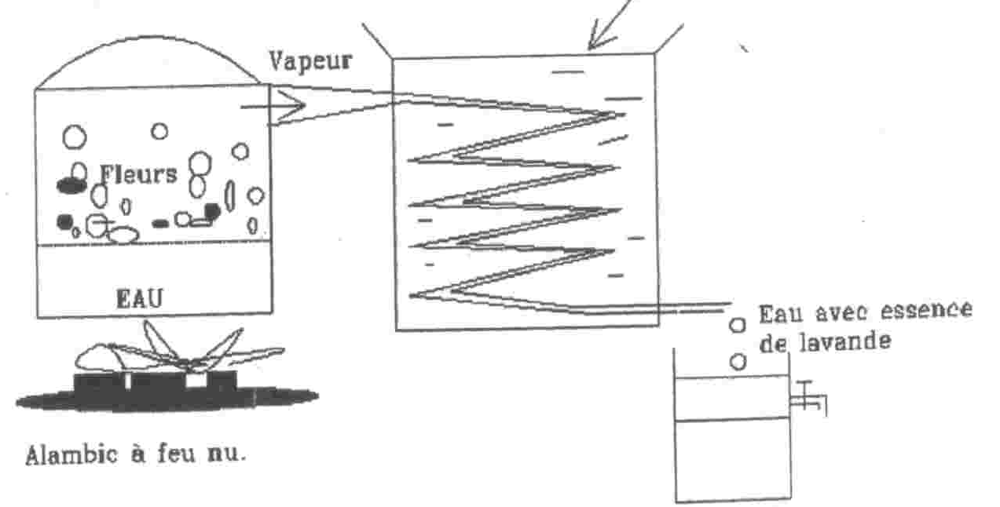 Vapeur
Fleurs
EAU
Eau avec essence
de lavande
Alambic à feu nu.